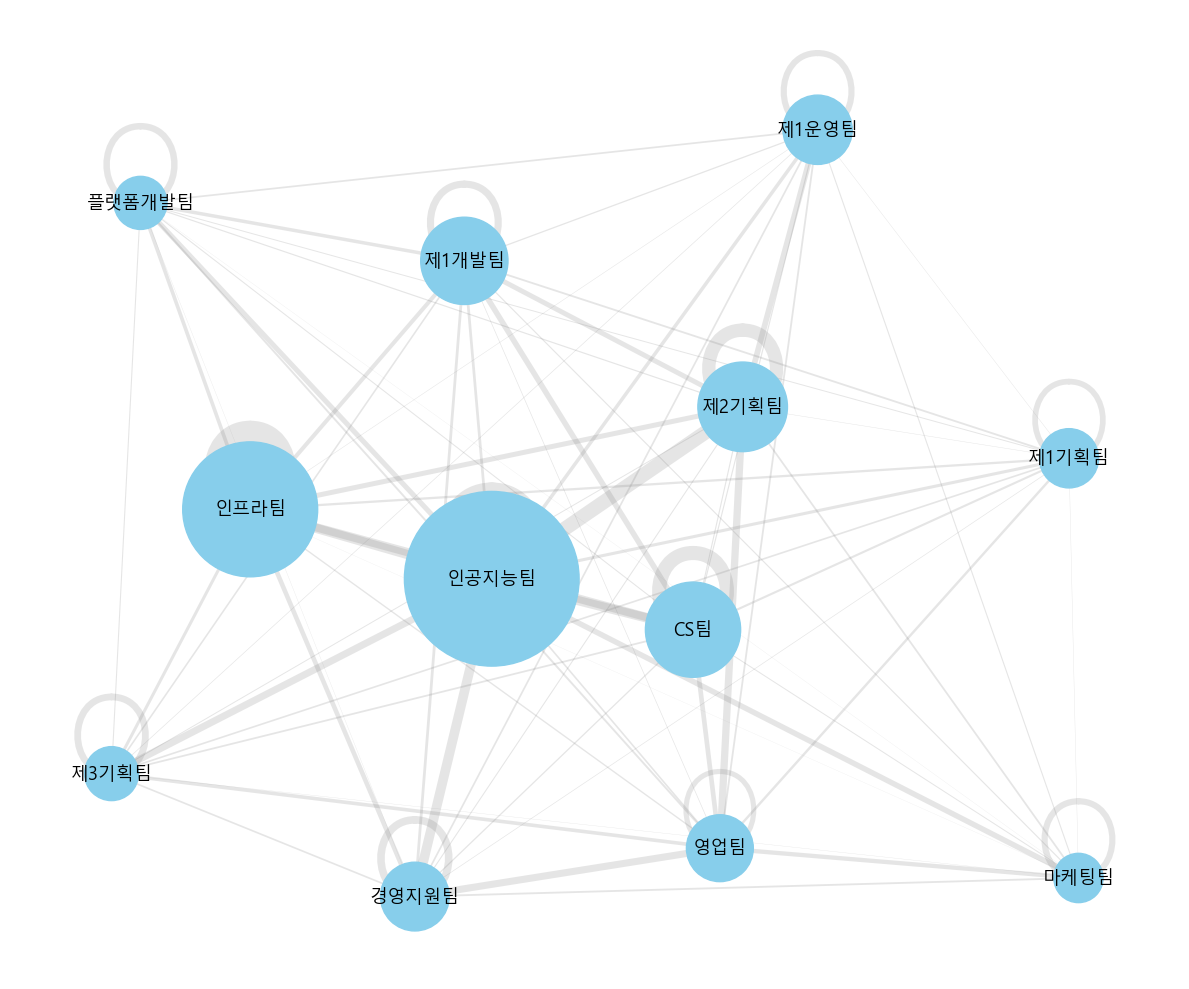 제1운영팀
플랫폼개발팀
제1개발팀
제2기획팀
제1기획팀
인프라팀
인공지능팀
CS팀
제3기획팀
영업팀
마케팅팀
경영지원팀